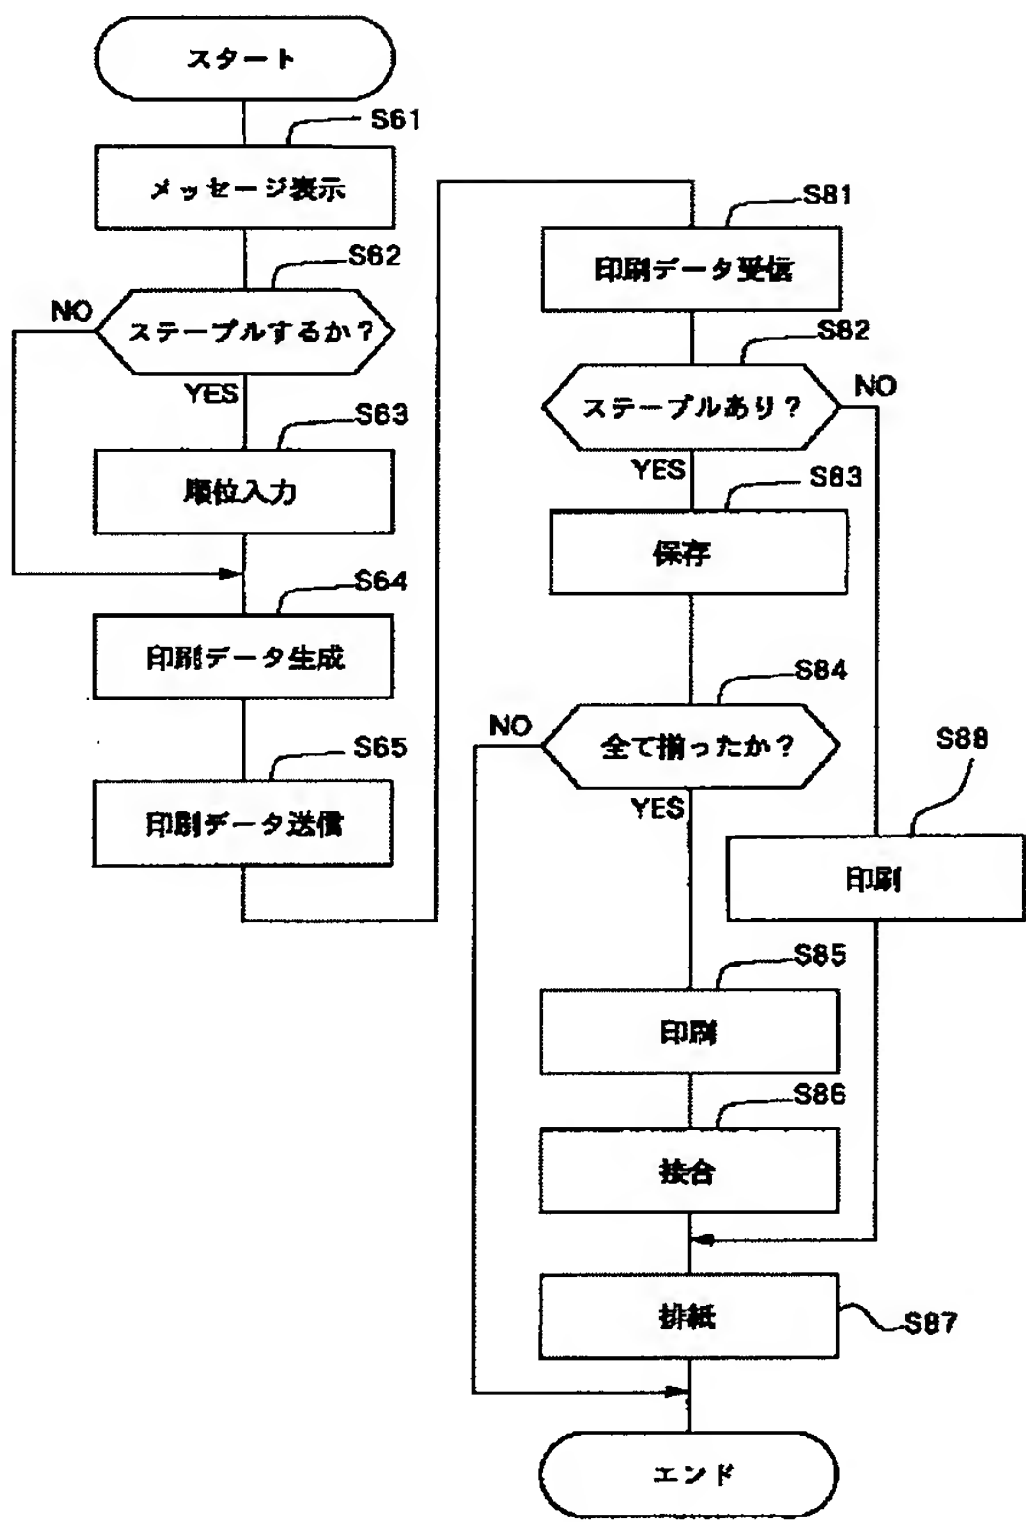 スタート
S61
メッセージ表示
S62
NO
ステープルするか?
YES
S63
順位入力
S64
印刷データ生成
S65
印刷データ送信
S81
印刷データ受信
S82
ステープルあり?
NO
YES
S83
保存
S84
NO
全て揃ったか?
YES
S88
印刷
S85
印刷
S86
接合
S87
排紙
エンド